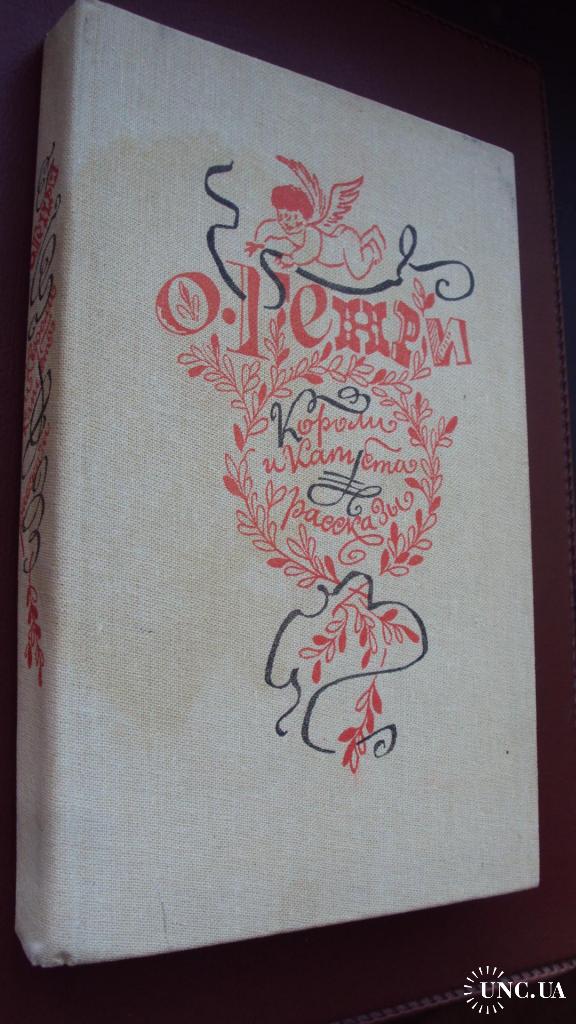 О. Генри
Короли
и Капуста
рассказы
UNC.UA